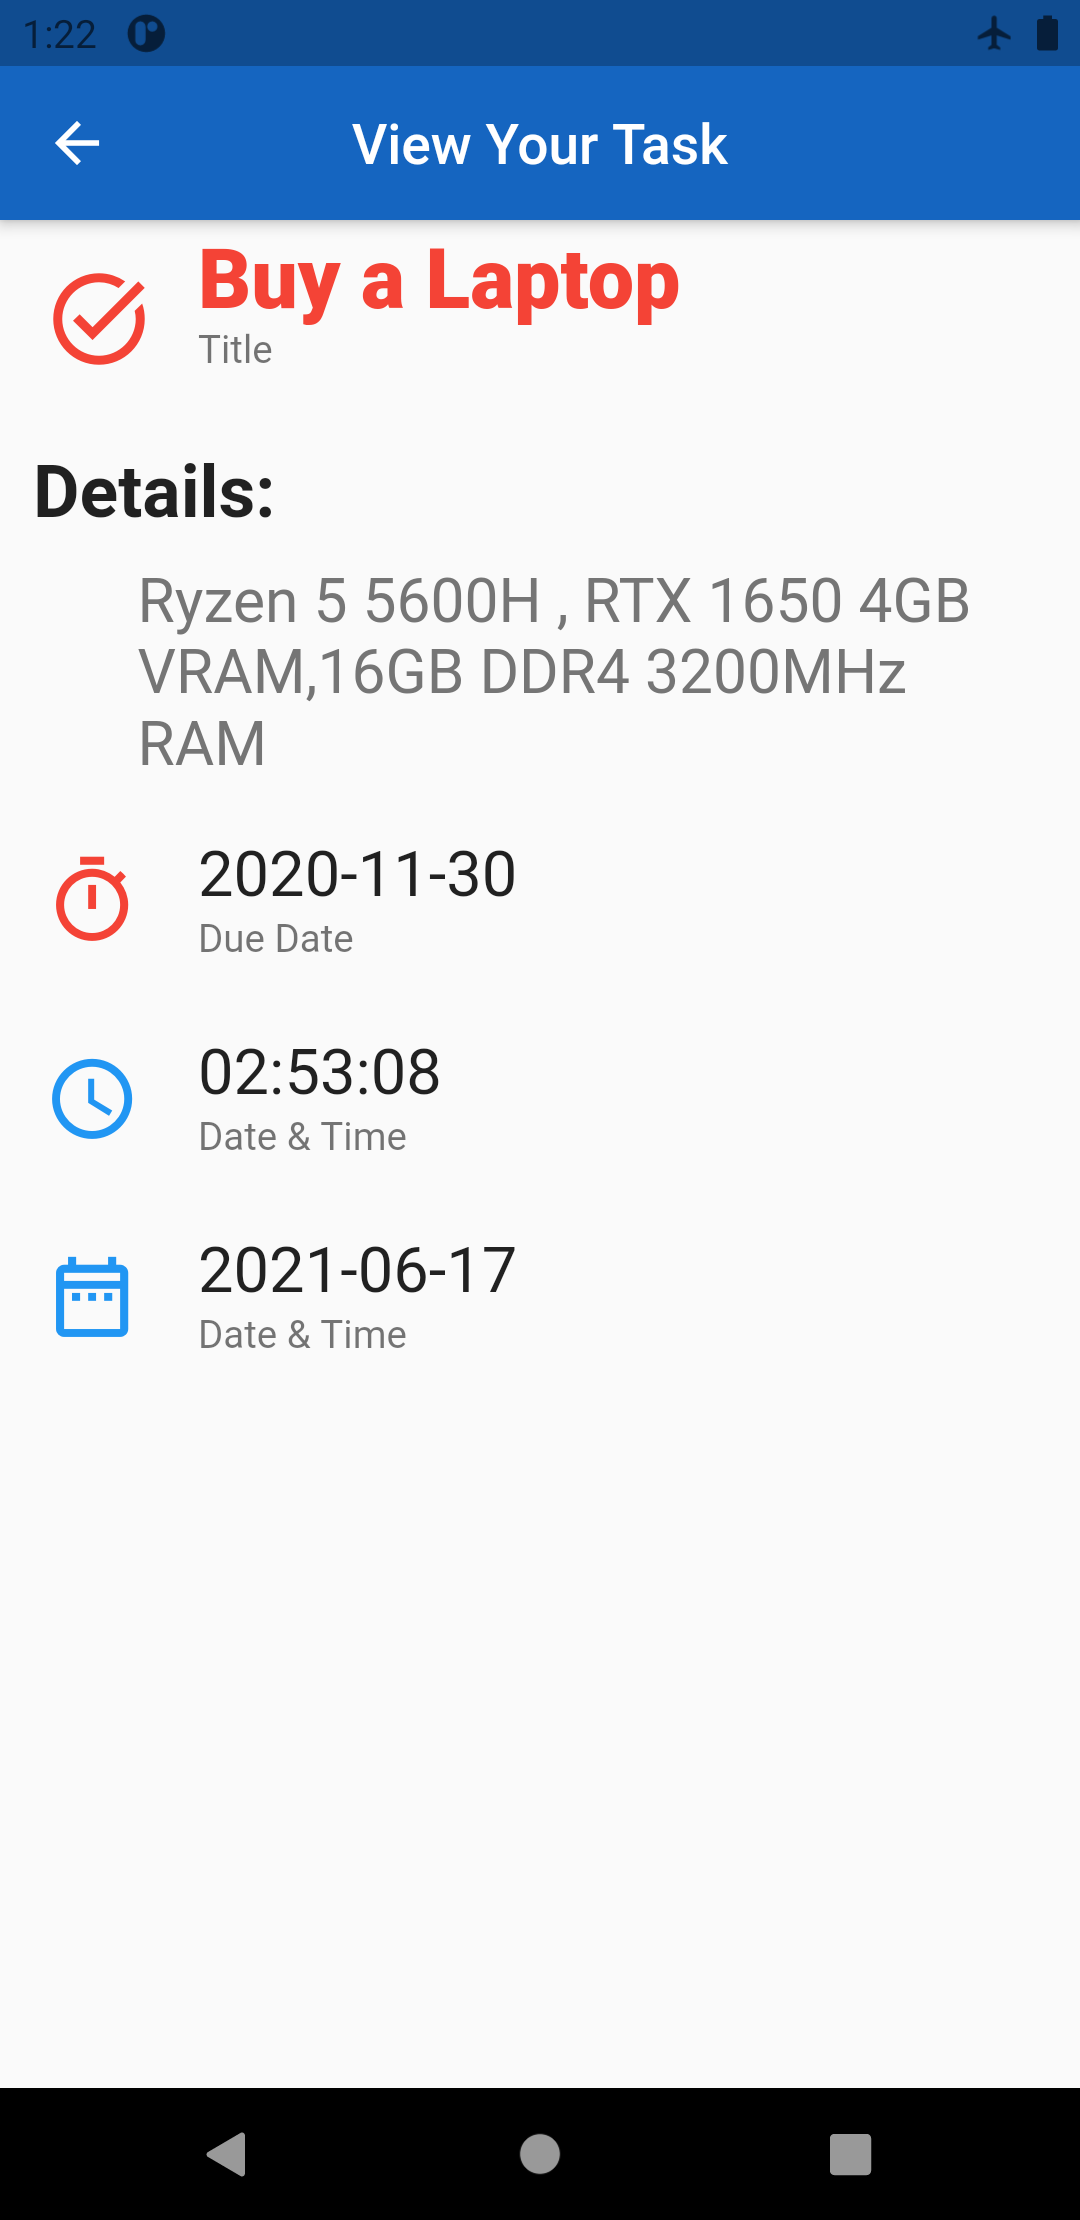 1:22
View Your Task
Buy a Laptop
Title
Details:
Ryzen 5 5600H , RTX 1650 4GB
VRAM,16GB DDR4 3200MHz
RAM
2020-11-30
Due Date
02:53:08
Date & Time
2021-06-17
Date & Time